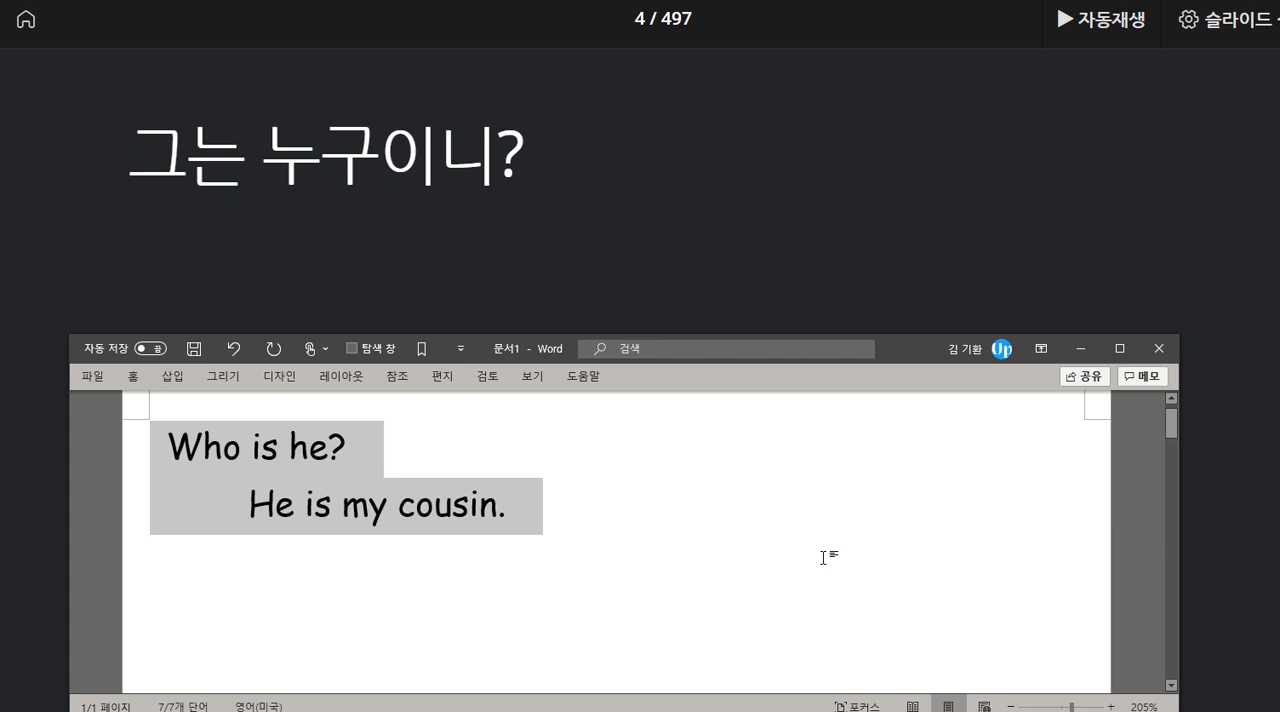 4 / 497
▶ 자동재생
슬라이드
그는 누구이니?
자동 저장 끔
탐색 창
문서1 - Word
검색
김 기환
Up
파일 홈 삽입 그리기 디자인 레이아웃 참조 편지 검토 보기 도움말
공유
메모
Who is he?
He is my cousin.
1/1 페이지 7/7개 단어 영어(미국)
포커스
205%